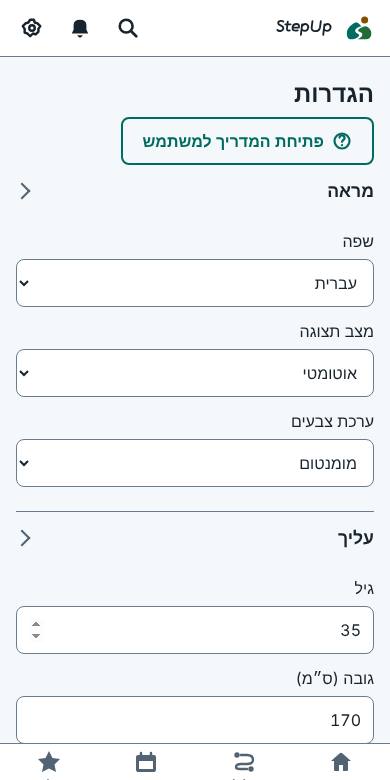 StepUp
הגדרות
פתיחת המדריך למשתמש
מראה
שפה
עברית
מצב תצוגה
אוטומטי
ערכת צבעים
מומנטום
עליך
גיל
35
גובה (ס״מ)
170